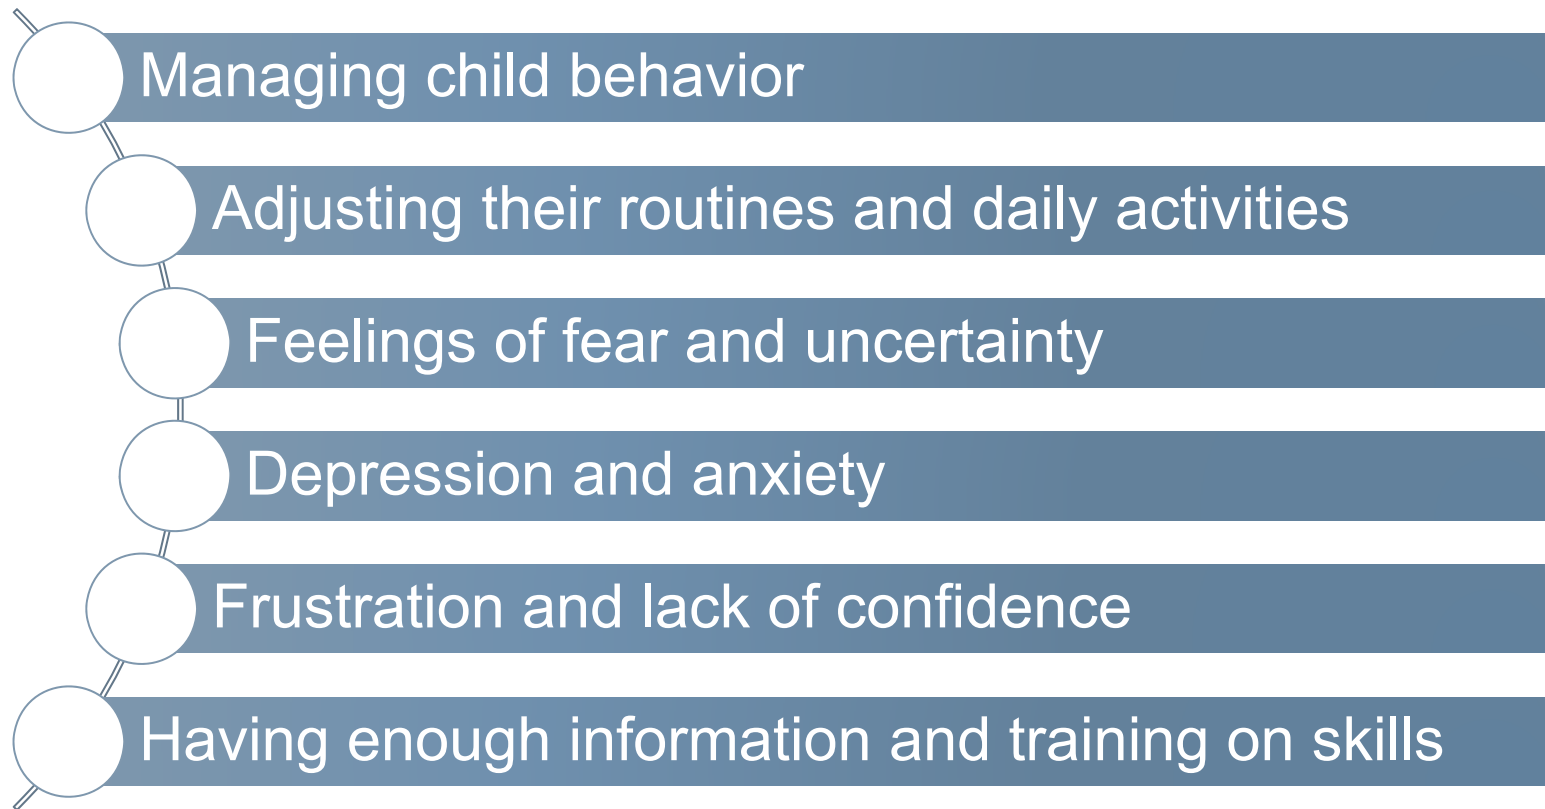 Managing child behavior
Adjusting their routines and daily activities
Feelings of fear and uncertainty
Depression and anxiety
Frustration and lack of confidence
Having enough information and training on skills